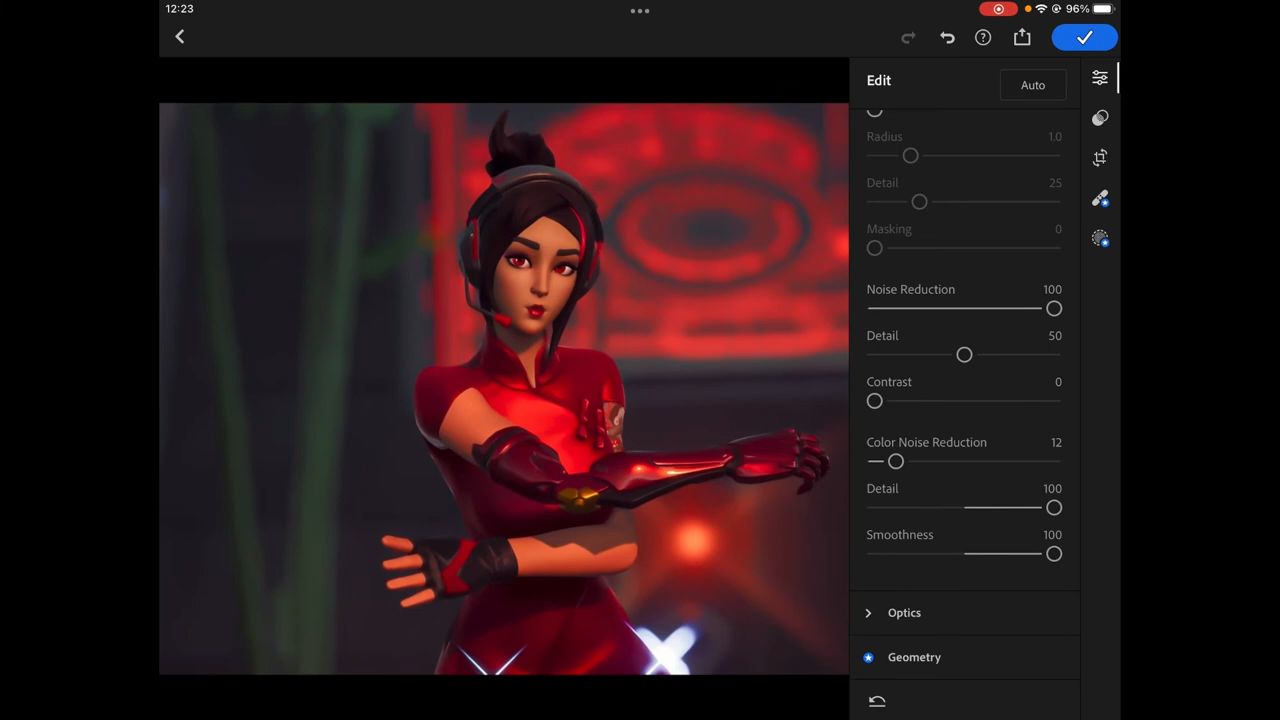 12:23
96%
Edit
Auto
Radius 1.0
Detail 25
Masking 0
Noise Reduction 100
Detail 50
Contrast 0
Color Noise Reduction 12
Detail 100
Smoothness 100
Optics
Geometry